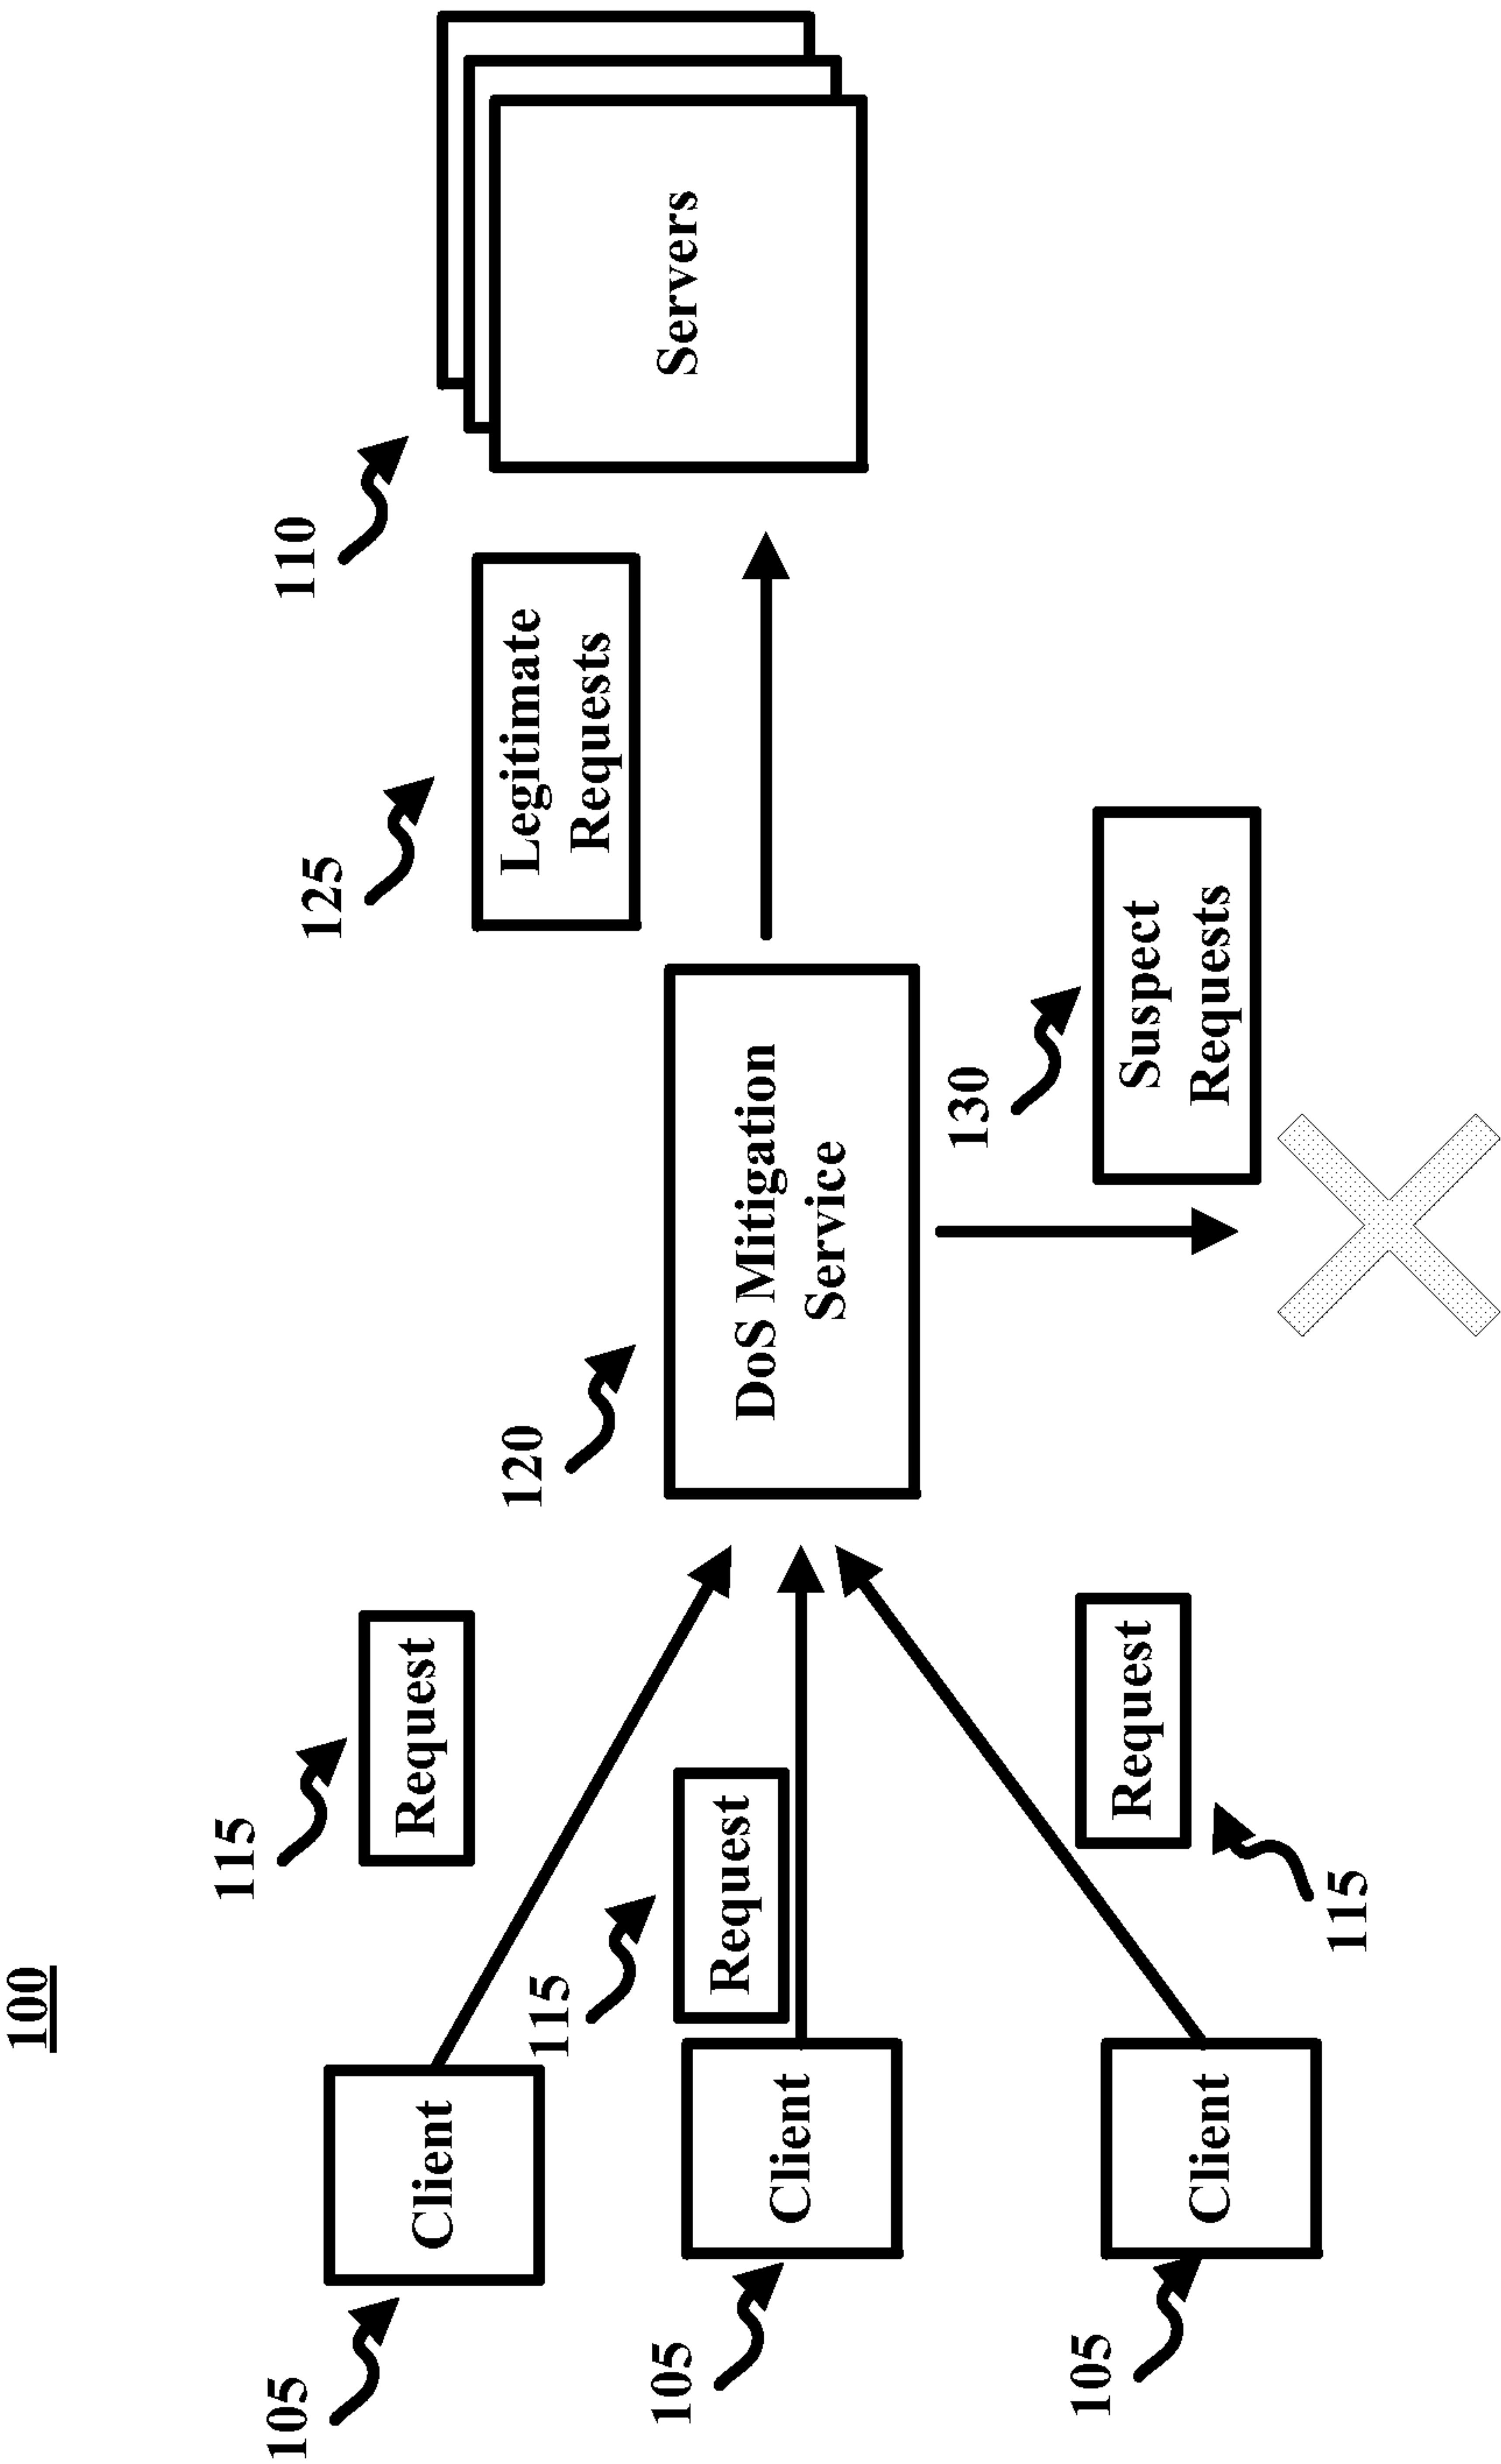 100
105
Client
115
Request
105
Client
115
Request
105
Client
115
Request
120
DoS Mitigation
Service
125
Legitimate
Requests
130
Suspect
Requests
110
Servers